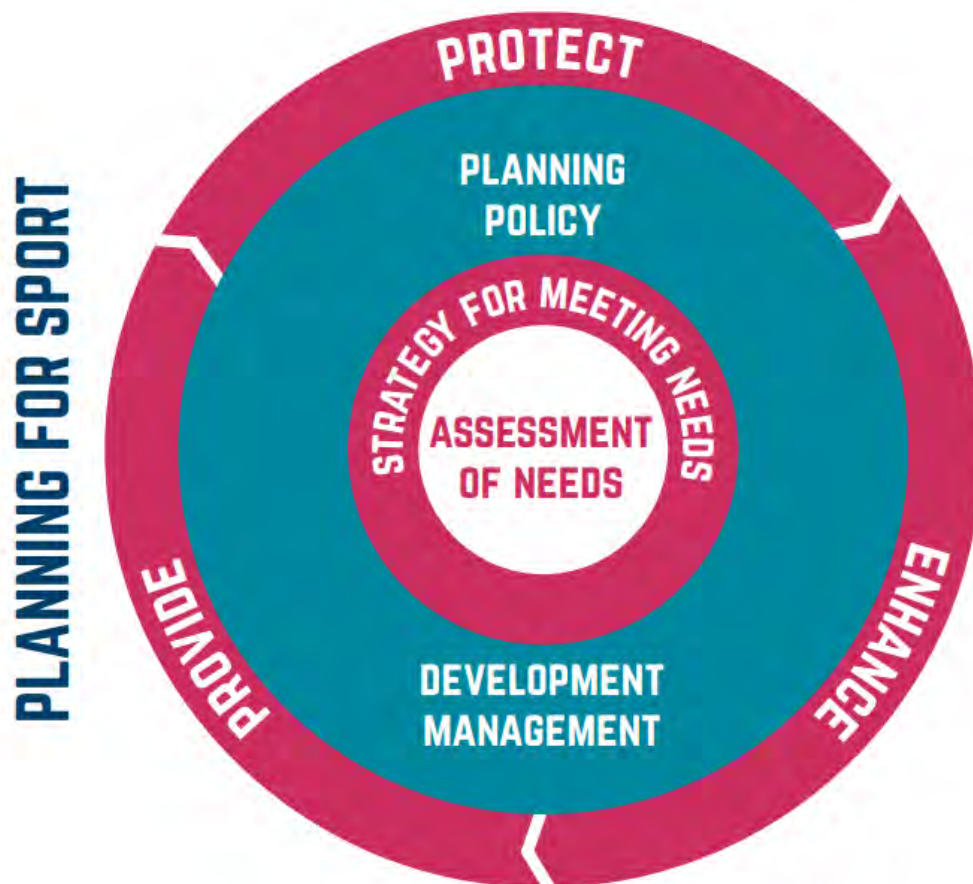 PLANNING FOR SPORT
PROTECT
PLANNING
POLICY
STRATEGY FOR MEETING NEEDS
ASSESSMENT
OF NEEDS
DEVELOPMENT
MANAGEMENT
PROVIDE
ENHANCE